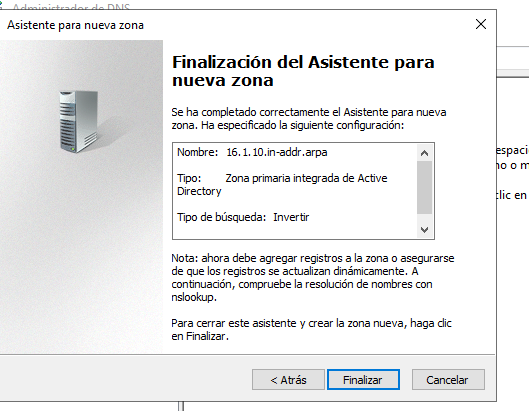 Administrador de DNS
Asistente para nueva zona
Finalización del Asistente para
nueva zona
Se ha completado correctamente el Asistente para nueva
zona. Ha especificado la siguiente configuración:
Nombre: 16.1.10.in-addr.arpa
Tipo: Zona primaria integrada de Active
Directory
Tipo de búsqueda: Invertir
Nota: ahora debe agregar registros a la zona o asegurarse
de que los registros se actualizan dinámicamente. A
continuación, compruebe la resolución de nombres con
nslookup.
Para cerrar este asistente y crear la zona nueva, haga clic
en Finalizar.
< Atrás
Finalizar
Cancelar
espaci
no o m
clic en